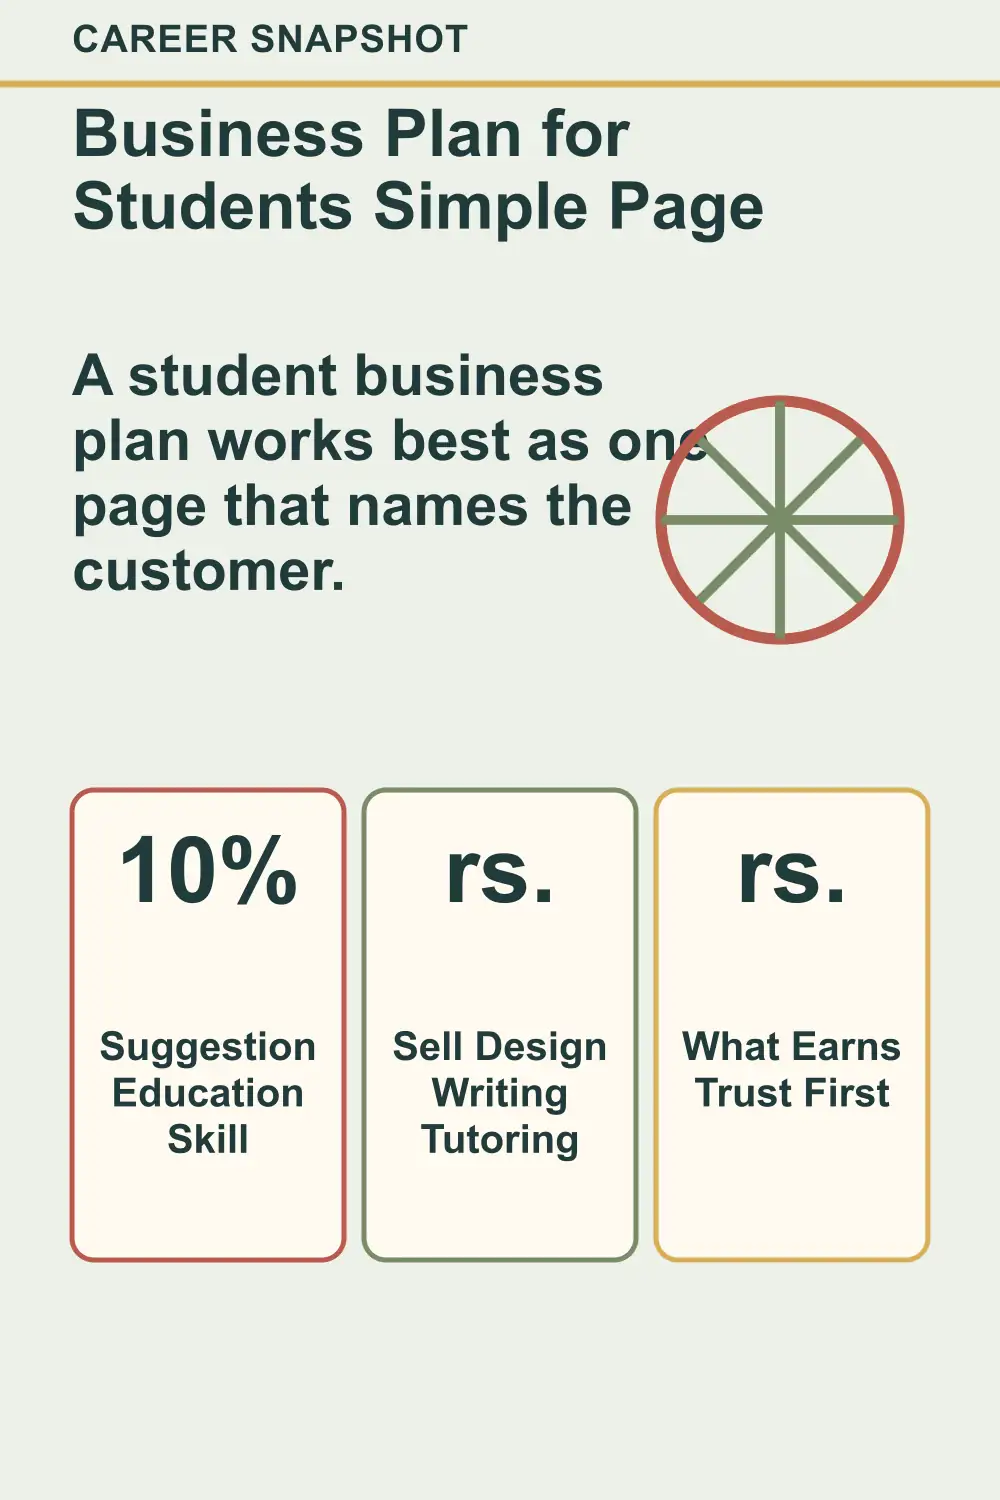 CAREER SNAPSHOT
Business Plan for
Students Simple Page
A student business
plan works best as one
page that names the
customer.
10%
Suggestion
Education
Skill
rs.
Sell Design
Writing
Tutoring
rs.
What Earns
Trust First